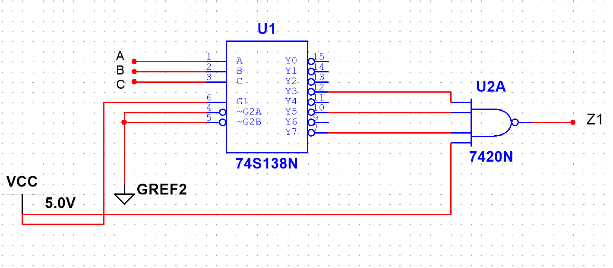 U1
A 1 A Y0 15
B 2 B Y1 14
C 3 C Y2 13
Y3 12
6 G1 Y4 11
4 ~G2A Y5 10
5 ~G2B Y6 9
Y7 7
74S138N
U2A
7420N
Z1
VCC
5.0V
GREF2